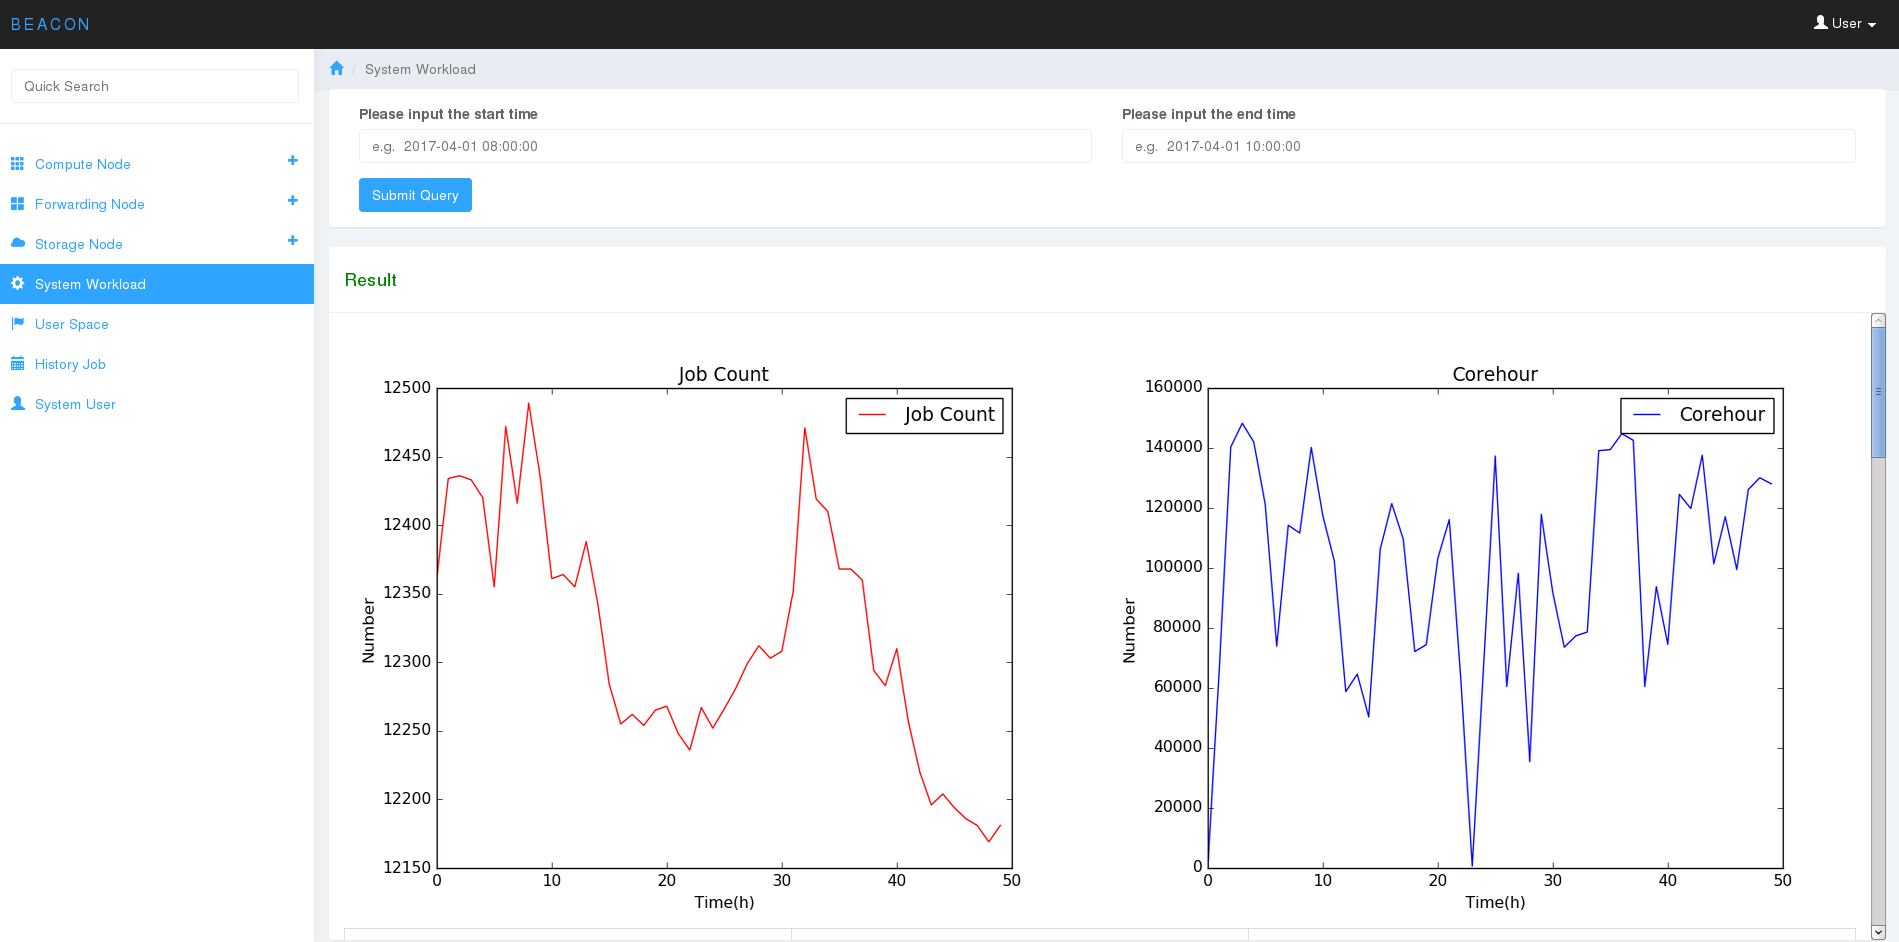 BEACON
User
Quick Search
Compute Node
Forwarding Node
Storage Node
System Workload
User Space
History Job
System User
/ System Workload
Please input the start time
e.g. 2017-04-01 08:00:00
Please input the end time
e.g. 2017-04-01 10:00:00
Submit Query
Result
Job Count
Job Count
Number
12500
12450
12400
12350
12300
12250
12200
12150
0 10 20 30 40 50
Time(h)
Corehour
Corehour
Number
160000
140000
120000
100000
80000
60000
40000
20000
0
0 10 20 30 40 50
Time(h)